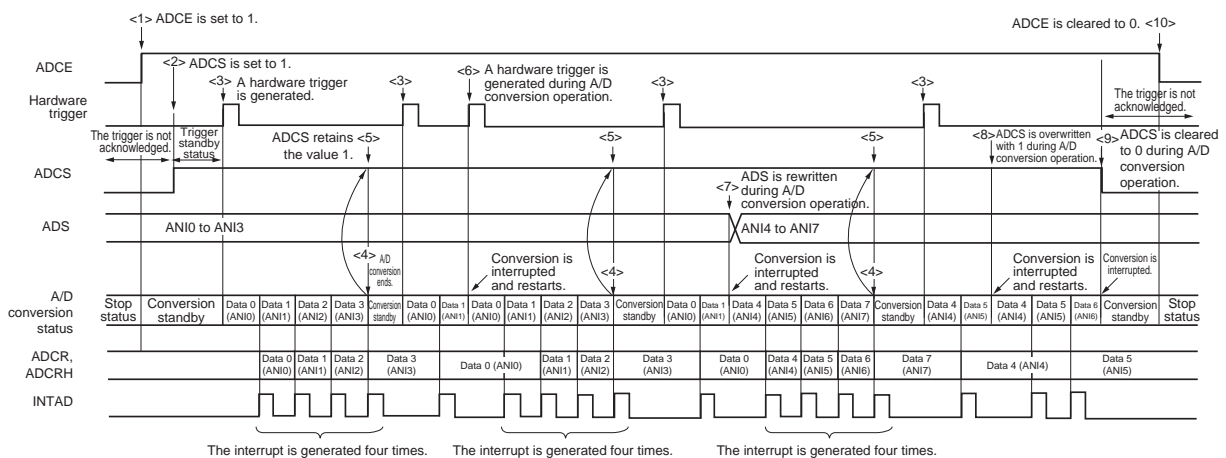 <1> ADCE is set to 1.
ADCE is cleared to 0. <10>
ADCE
<2> ADCS is set to 1.
<3> A hardware trigger
is generated.
<3>
<6> A hardware trigger is
generated during A/D
conversion operation.
<3>
<3>
The trigger is not
acknowledged.
Hardware
trigger
The trigger is not
acknowledged.
Trigger
standby
status
ADCS retains <5>
the value 1.
<5>
<5>
<8> ADCS is overwritten
with 1 during A/D
conversion operation.
<9> ADCS is cleared
to 0 during A/D
conversion
operation.
ADCS
<7> ADS is rewritten
during A/D
conversion operation.
ADS
ANI0 to ANI3
ANI4 to ANI7
<4> A/D
conversion
ends.
Conversion is
interrupted
and restarts.
<4>
Conversion is
interrupted
and restarts.
<4>
Conversion is
interrupted
and restarts.
Conversion is
interrupted.
A/D
conversion
status
Stop
status
Conversion
standby
Data 0
(ANI0)
Data 1
(ANI1)
Data 2
(ANI2)
Data 3
(ANI3)
Conversion
standby
Data 0
(ANI0)
Data 1
(ANI1)
Data 0
(ANI0)
Data 1
(ANI1)
Data 2
(ANI2)
Data 3
(ANI3)
Conversion
standby
Data 0
(ANI0)
Data 1
(ANI1)
Data 4
(ANI4)
Data 5
(ANI5)
Data 6
(ANI6)
Data 7
(ANI7)
Conversion
standby
Data 4
(ANI4)
Data 5
(ANI5)
Data 4
(ANI4)
Data 5
(ANI5)
Data 6
(ANI6)
Conversion
standby
Stop
status
ADCR,
ADCRH
Data 0
(ANI0)
Data 1
(ANI1)
Data 2
(ANI2)
Data 3
(ANI3)
Data 0 (ANI0)
Data 1
(ANI1)
Data 2
(ANI2)
Data 3
(ANI3)
Data 0
(ANI0)
Data 4
(ANI4)
Data 5
(ANI5)
Data 6
(ANI6)
Data 7
(ANI7)
Data 4 (ANI4)
Data 5
(ANI5)
INTAD
The interrupt is generated four times.
The interrupt is generated four times.
The interrupt is generated four times.